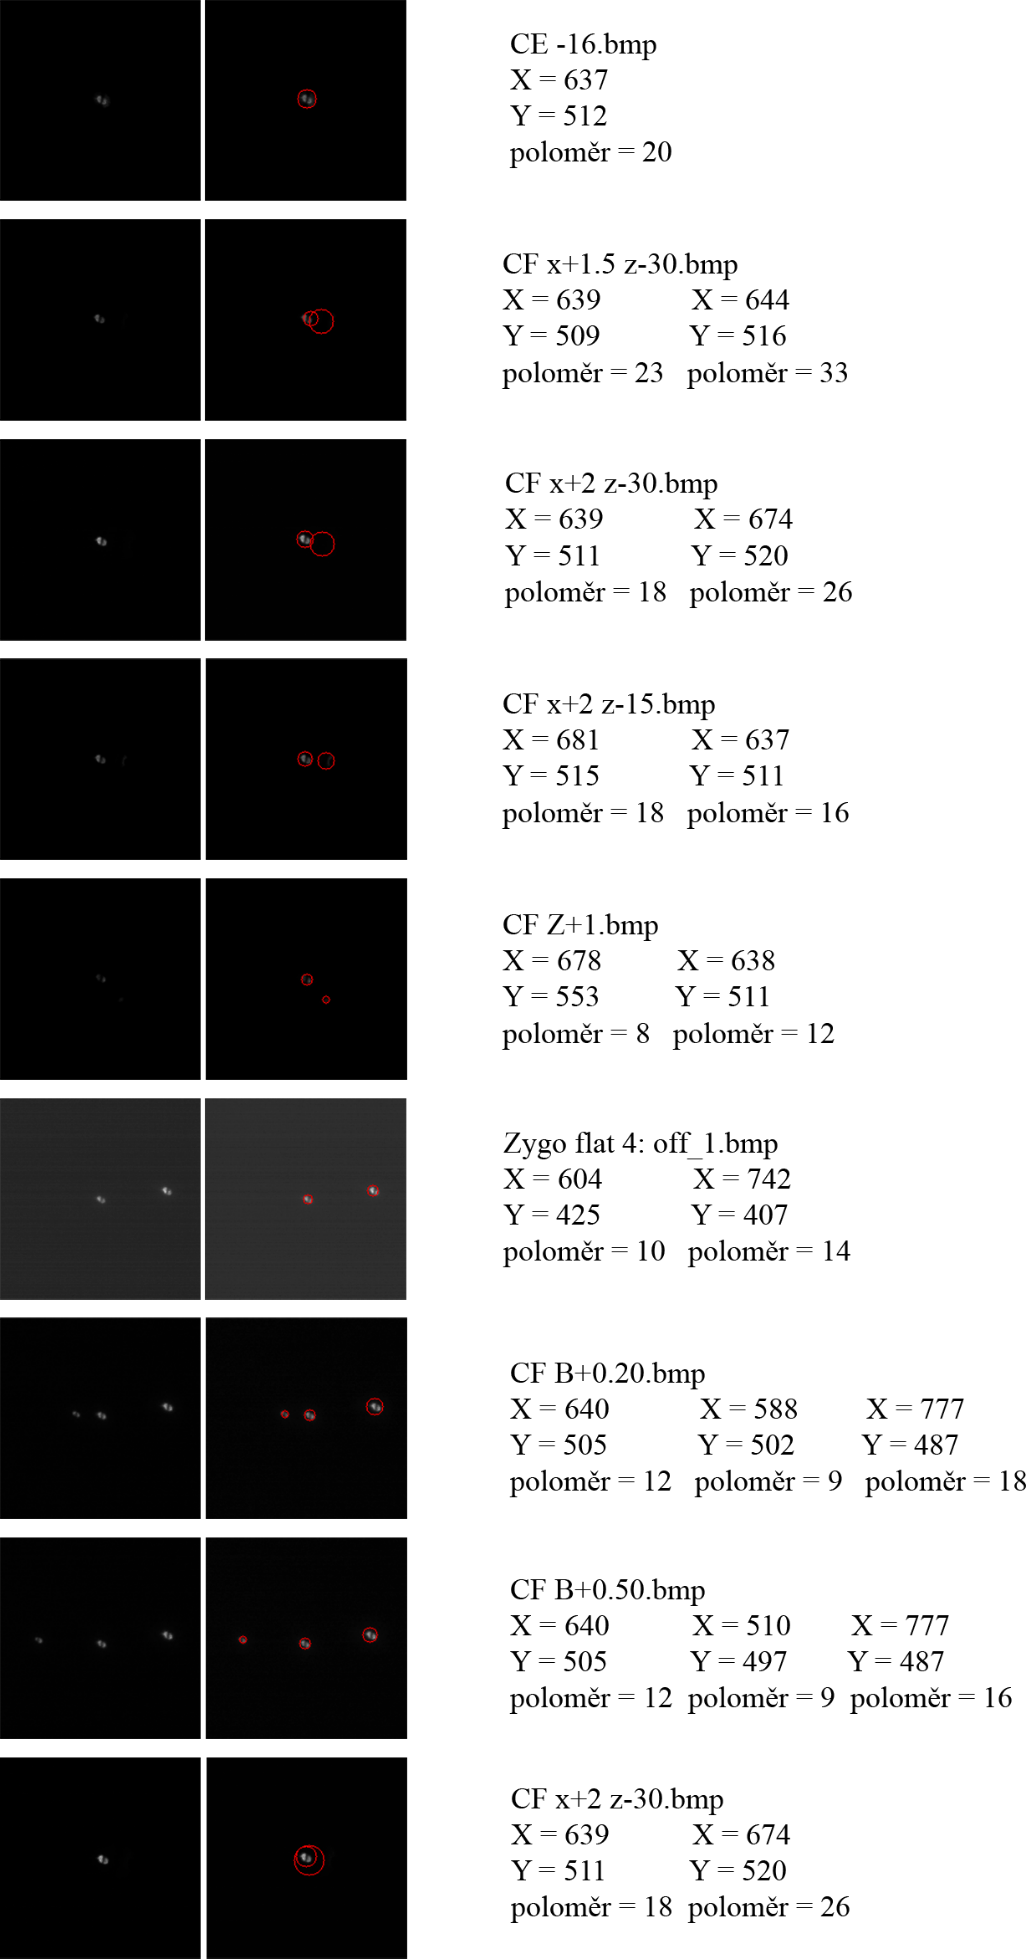 CE -16.bmp
X = 637
Y = 512
poloměr = 20
CF x+1.5 z-30.bmp
X = 639 X = 644
Y = 509 Y = 516
poloměr = 23 poloměr = 33
CF x+2 z-30.bmp
X = 639 X = 674
Y = 511 Y = 520
poloměr = 18 poloměr = 26
CF x+2 z-15.bmp
X = 681 X = 637
Y = 515 Y = 511
poloměr = 18 poloměr = 16
CF Z+1.bmp
X = 678 X = 638
Y = 553 Y = 511
poloměr = 8 poloměr = 12
Zygo flat 4: off_1.bmp
X = 604 X = 742
Y = 425 Y = 407
poloměr = 10 poloměr = 14
CF B+0.20.bmp
X = 640 X = 588 X = 777
Y = 505 Y = 502 Y = 487
poloměr = 12 poloměr = 9 poloměr = 18
CF B+0.50.bmp
X = 640 X = 510 X = 777
Y = 505 Y = 497 Y = 487
poloměr = 12 poloměr = 9 poloměr = 16
CF x+2 z-30.bmp
X = 639 X = 674
Y = 511 Y = 520
poloměr = 18 poloměr = 26